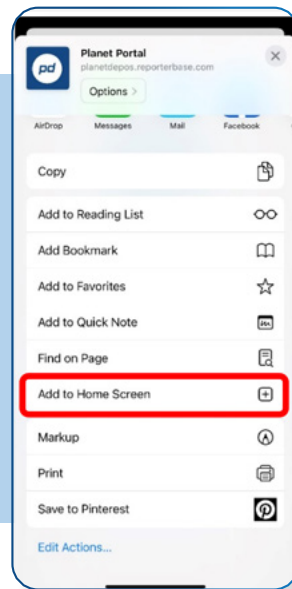 pd
Planet Portal
planetdepos.reporterbase.com
Options >
AirDrop Messages Mail Facebook
Copy
Add to Reading List
Add Bookmark
Add to Favorites
Add to Quick Note
Find on Page
Add to Home Screen
Markup
Print
Save to Pinterest
Edit Actions...